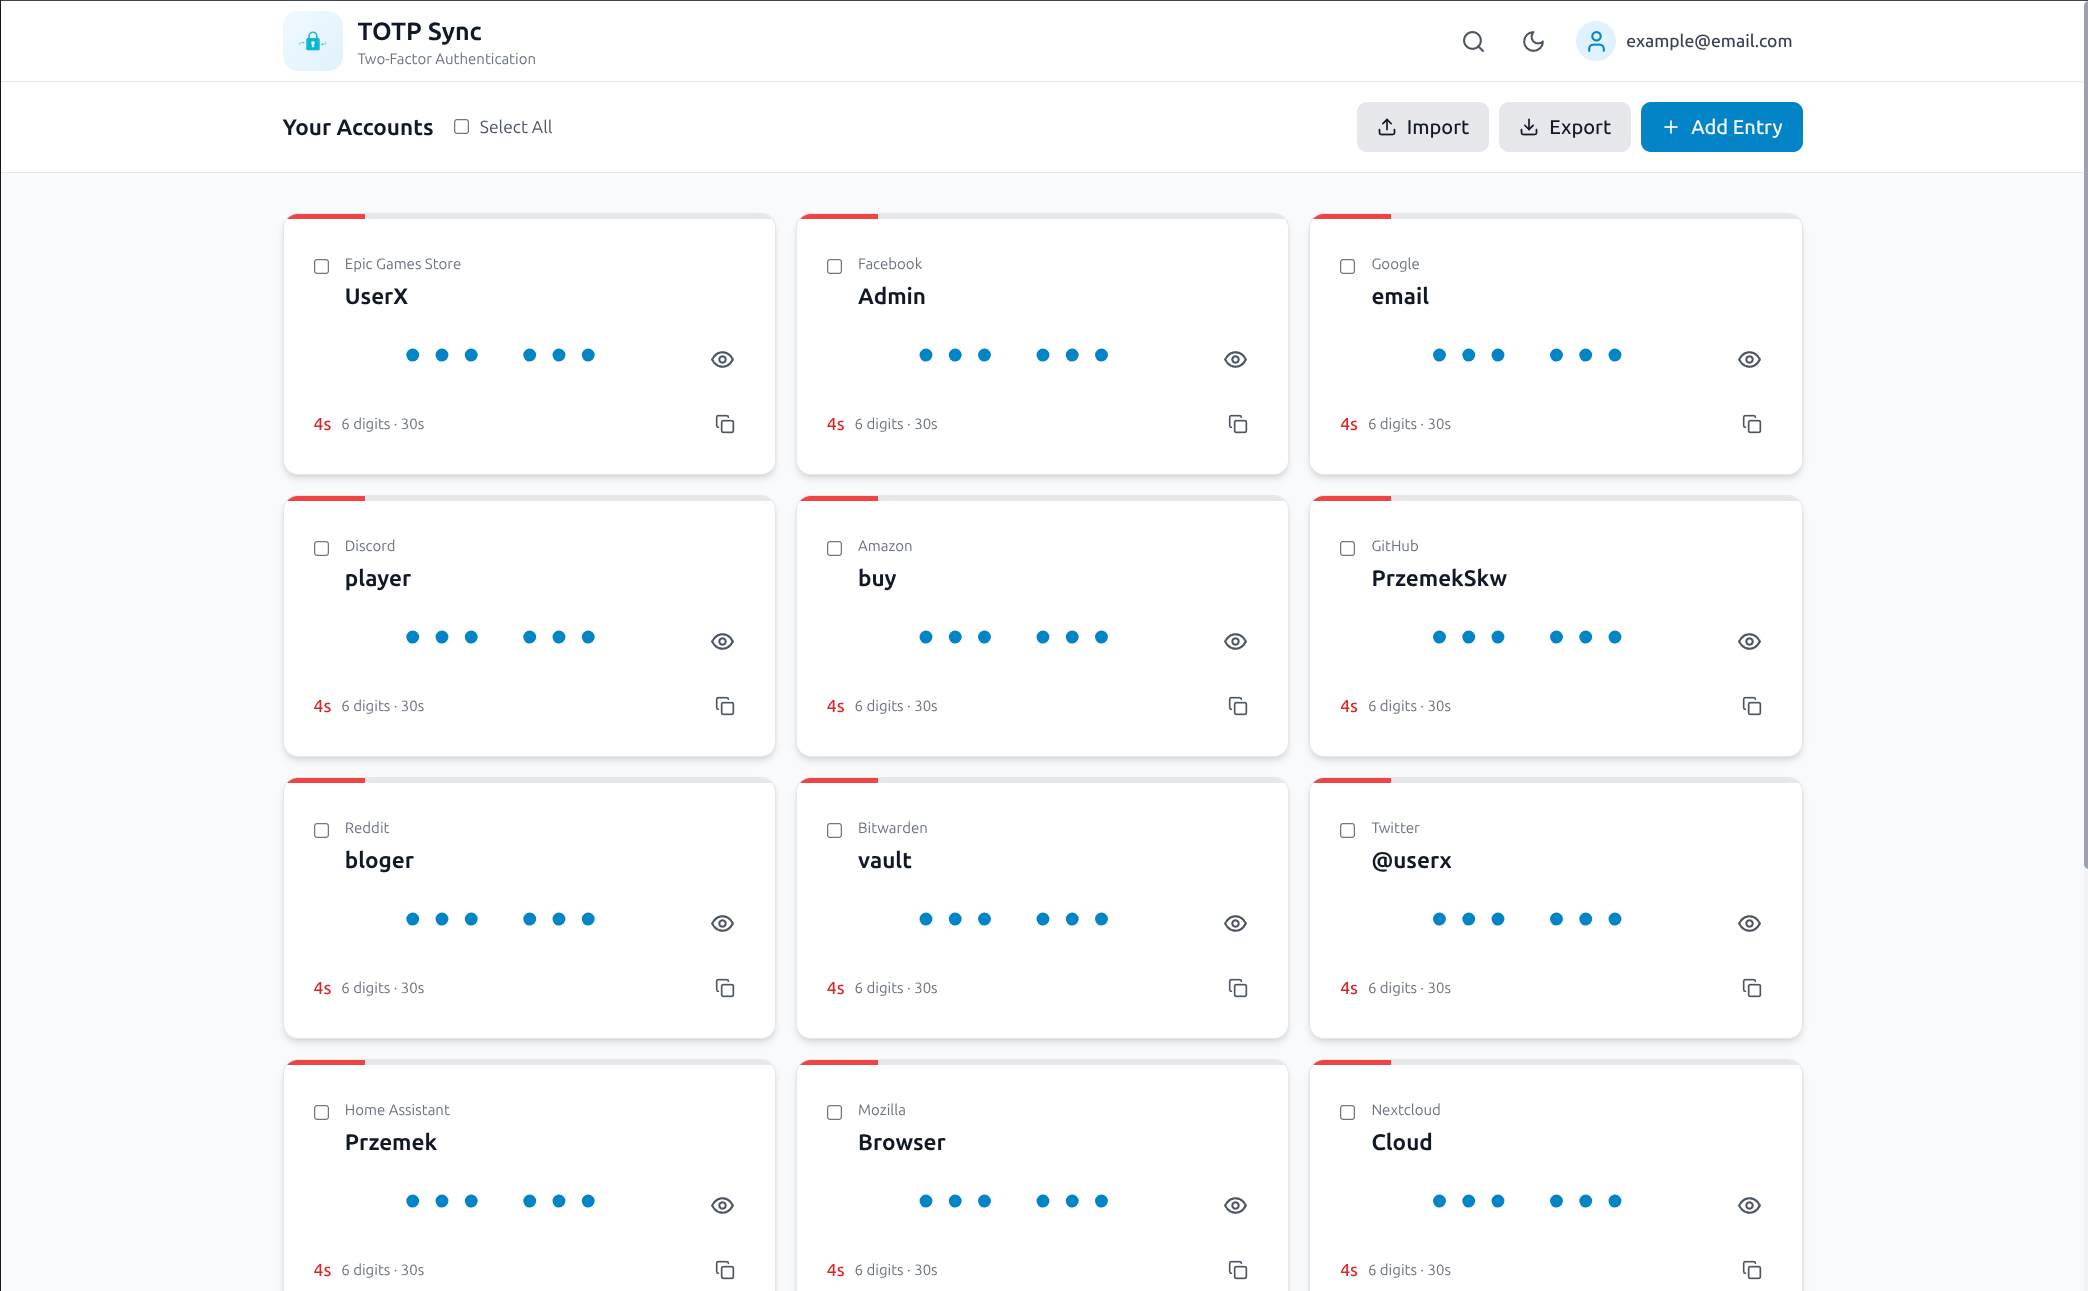 TOTP Sync
Two-Factor Authentication
example@email.com
Your Accounts
Select All
Import
Export
Add Entry
Epic Games Store
UserX
4s 6 digits · 30s
Facebook
Admin
4s 6 digits · 30s
Google
email
4s 6 digits · 30s
Discord
player
4s 6 digits · 30s
Amazon
buy
4s 6 digits · 30s
GitHub
PrzemekSkw
4s 6 digits · 30s
Reddit
bloger
4s 6 digits · 30s
Bitwarden
vault
4s 6 digits · 30s
Twitter
@userx
4s 6 digits · 30s
Home Assistant
Przemek
4s 6 digits · 30s
Mozilla
Browser
4s 6 digits · 30s
Nextcloud
Cloud
4s 6 digits · 30s